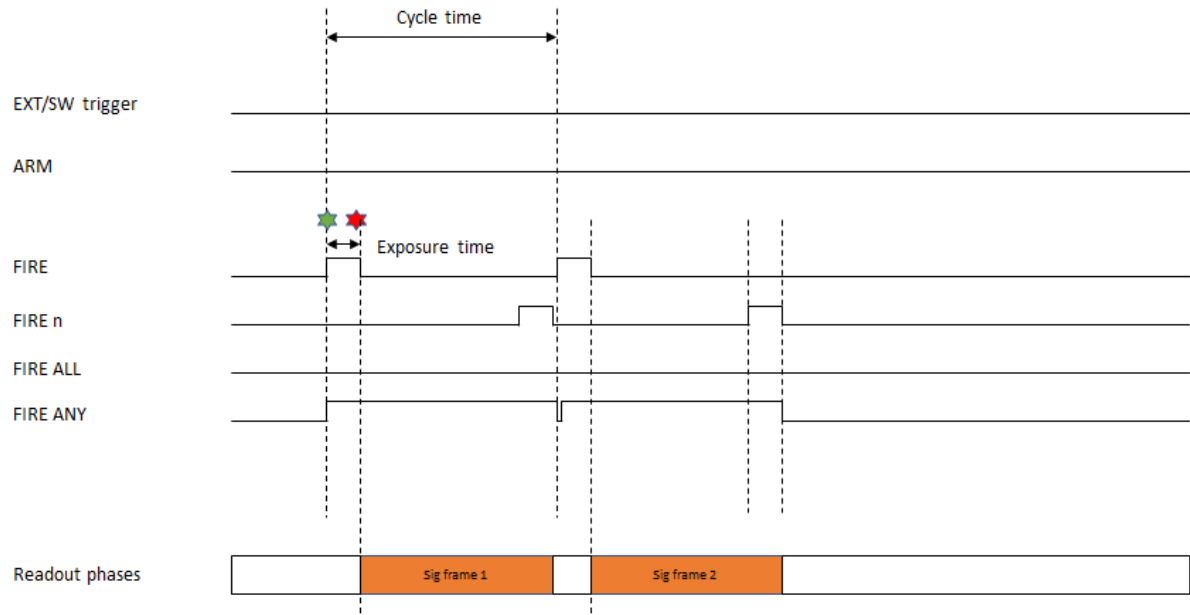 Cycle time
EXT/SW trigger
ARM
Exposure time
FIRE
FIRE n
FIRE ALL
FIRE ANY
Readout phases
Sig frame 1
Sig frame 2